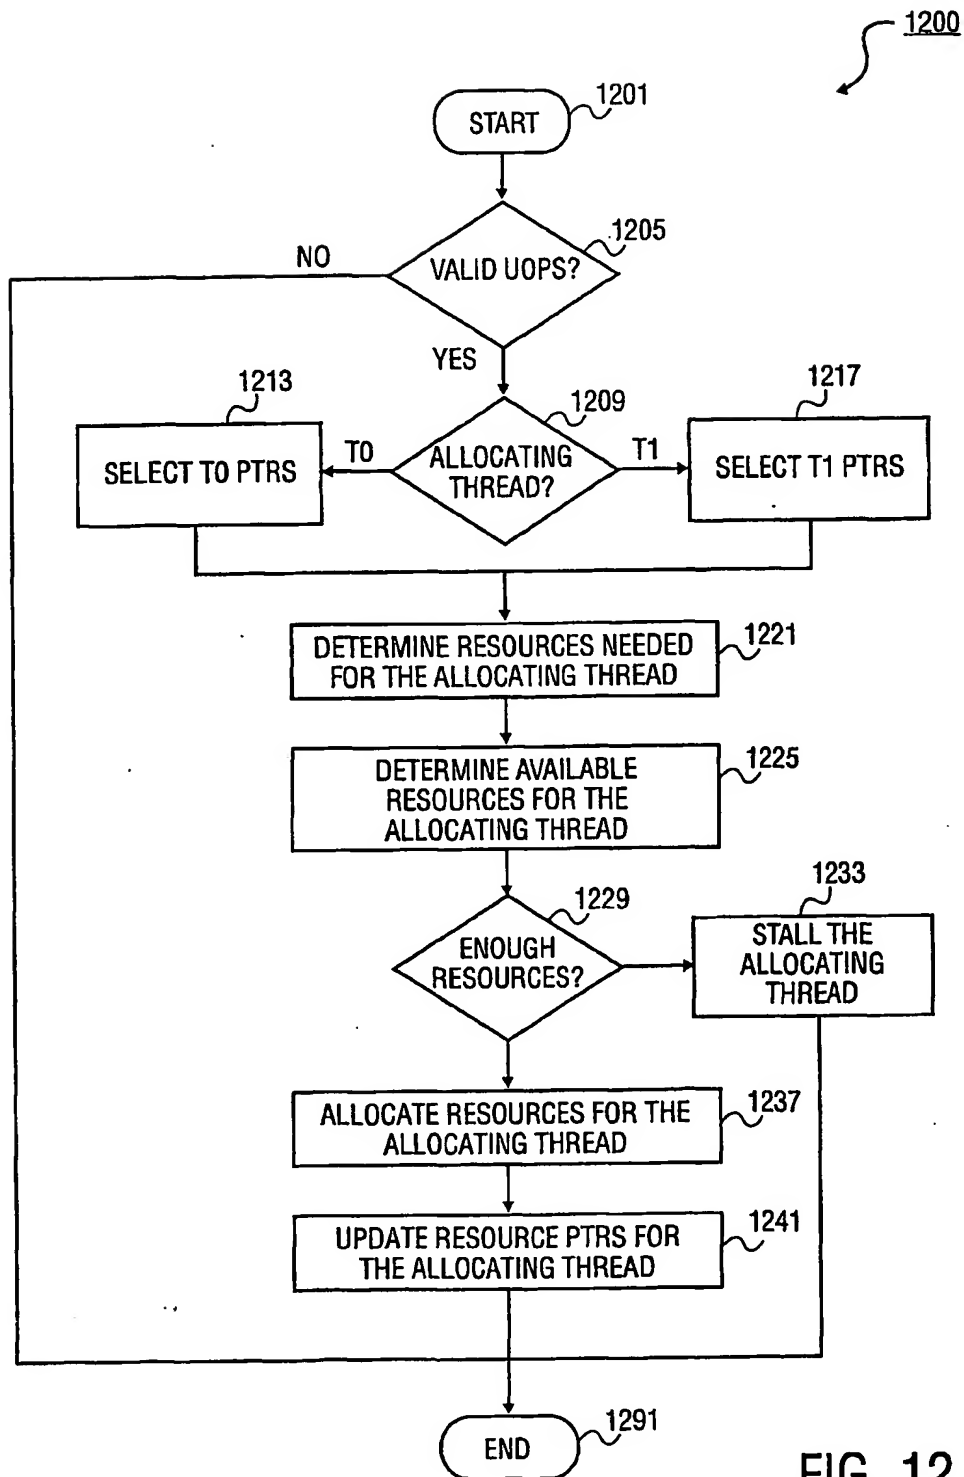 1200
1201
START
1205
NO
VALID UOPS?
YES
1213
1209
1217
T0
T1
SELECT T0 PTRS
ALLOCATING
THREAD?
SELECT T1 PTRS
1221
DETERMINE RESOURCES NEEDED
FOR THE ALLOCATING THREAD
1225
DETERMINE AVAILABLE
RESOURCES FOR THE
ALLOCATING THREAD
1229
1233
ENOUGH
RESOURCES?
STALL THE
ALLOCATING
THREAD
1237
ALLOCATE RESOURCES FOR THE
ALLOCATING THREAD
1241
UPDATE RESOURCE PTRS FOR
THE ALLOCATING THREAD
1291
END
FIG. 12